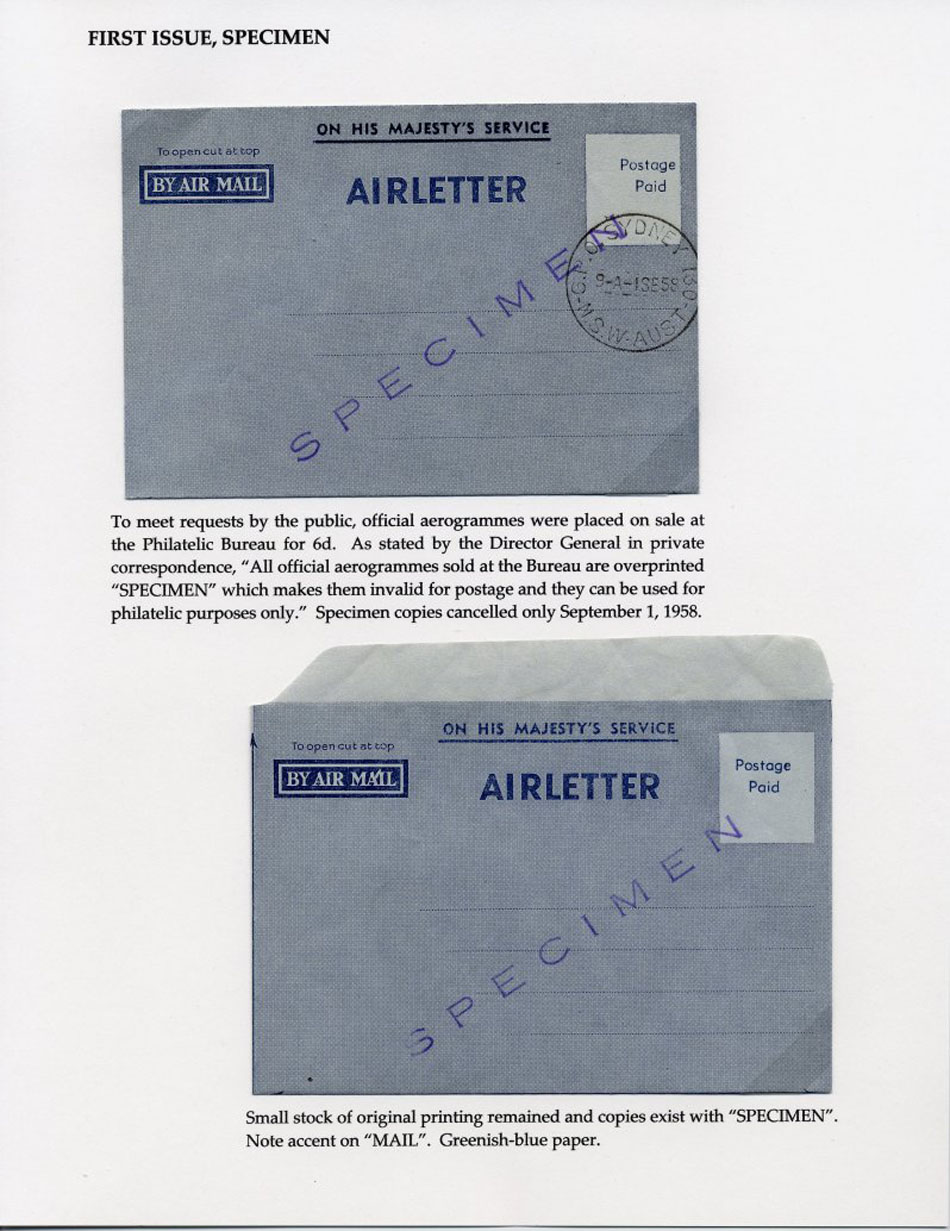 FIRST ISSUE, SPECIMEN
ON HIS MAJESTY'S SERVICE
To open cut at top
BY AIR MAIL
AIRLETTER
Postage
Paid
SPECIMEN
G.P.O. SYDNEY 130
9-A-1SE58
N.S.W-AUST-
To meet requests by the public, official aerogrammes were placed on sale at
the Philatelic Bureau for 6d. As stated by the Director General in private
correspondence, "All official aerogrammes sold at the Bureau are overprinted
"SPECIMEN" which makes them invalid for postage and they can be used for
philatelic purposes only." Specimen copies cancelled only September 1, 1958.
ON HIS MAJESTY'S SERVICE
To open cut at top
BY AIR MAIL
AIRLETTER
Postage
Paid
SPECIMEN
Small stock of original printing remained and copies exist with "SPECIMEN".
Note accent on "MAIL". Greenish-blue paper.